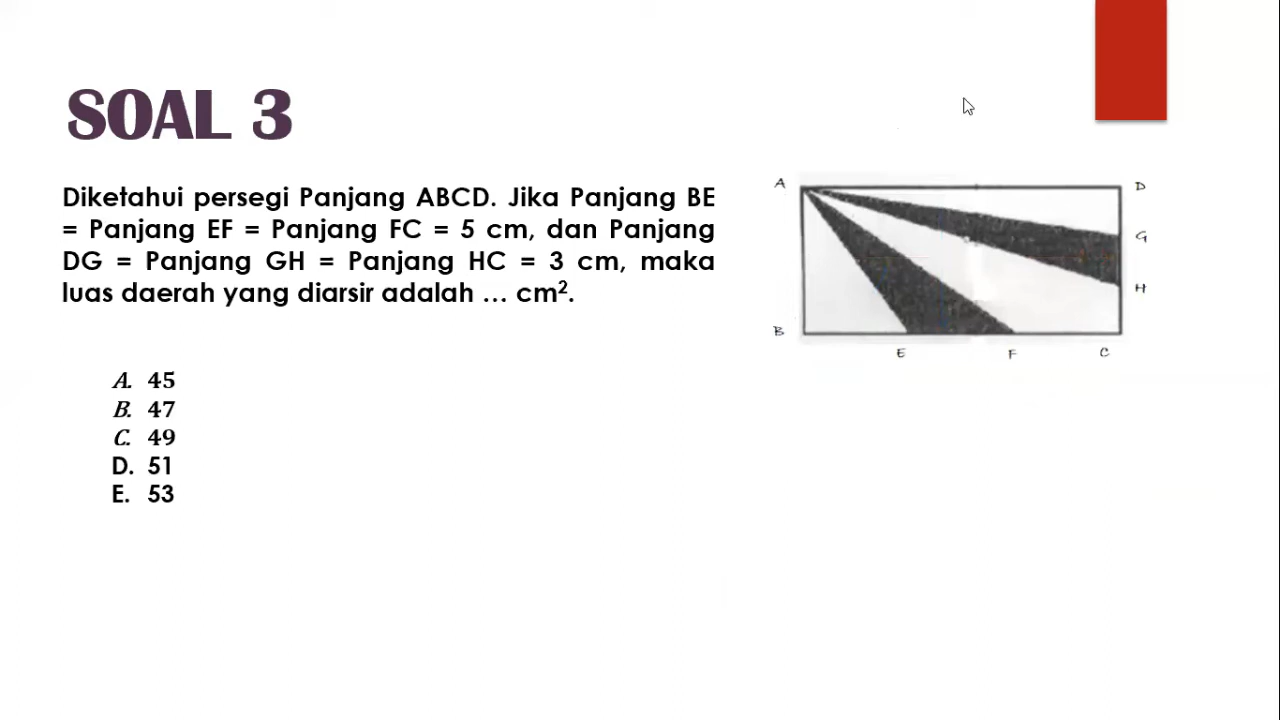 SOAL 3
Diketahui persegi Panjang ABCD. Jika Panjang BE
= Panjang EF = Panjang FC = 5 cm, dan Panjang
DG = Panjang GH = Panjang HC = 3 cm, maka
luas daerah yang diarsir adalah … cm².
A. 45
B. 47
C. 49
D. 51
E. 53
A
D
G
H
B
E
F
C